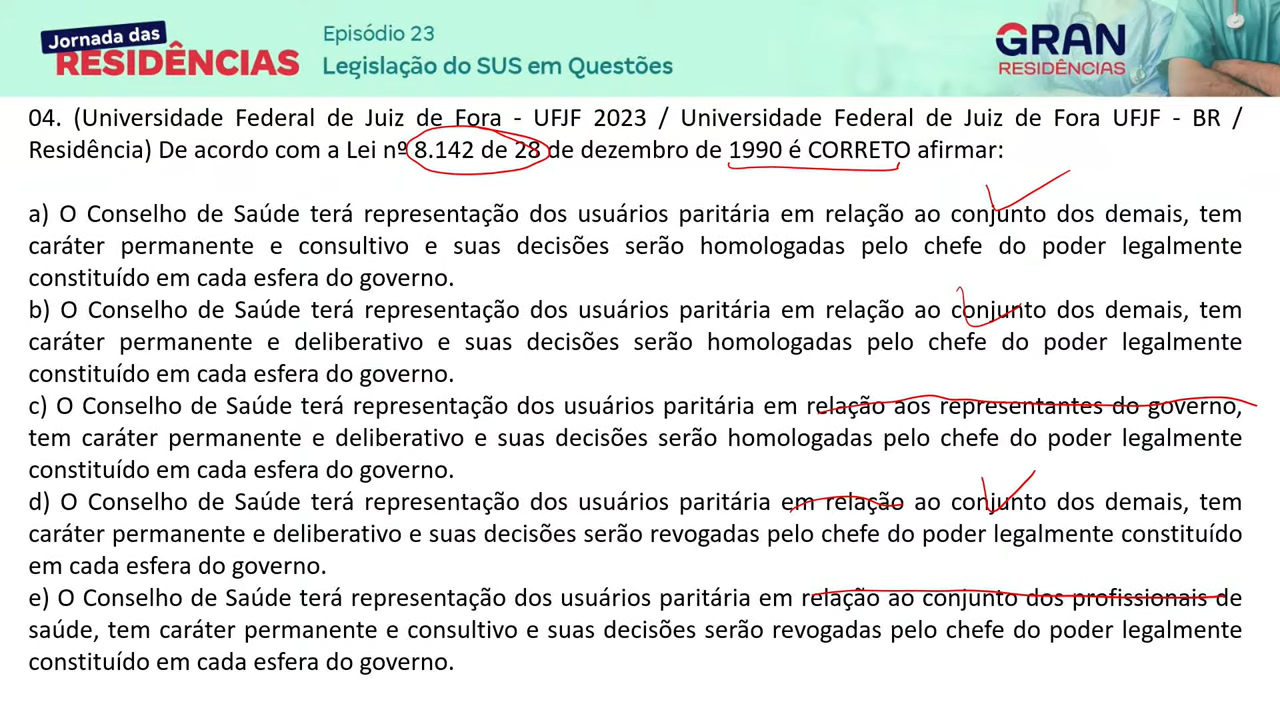 Jornada das
RESIDÊNCIAS
Episódio 23
Legislação do SUS em Questões
GRAN
RESIDÊNCIAS
04. (Universidade Federal de Juiz de Fora - UFJF 2023 / Universidade Federal de Juiz de Fora UFJF - BR /
Residência) De acordo com a Lei nº 8.142 de 28 de dezembro de 1990 é CORRETO afirmar:
a) O Conselho de Saúde terá representação dos usuários paritária em relação ao conjunto dos demais, tem
caráter permanente e consultivo e suas decisões serão homologadas pelo chefe do poder legalmente
constituído em cada esfera do governo.
b) O Conselho de Saúde terá representação dos usuários paritária em relação ao conjunto dos demais, tem
caráter permanente e deliberativo e suas decisões serão homologadas pelo chefe do poder legalmente
constituído em cada esfera do governo.
c) O Conselho de Saúde terá representação dos usuários paritária em relação aos representantes do governo,
tem caráter permanente e deliberativo e suas decisões serão homologadas pelo chefe do poder legalmente
constituído em cada esfera do governo.
d) O Conselho de Saúde terá representação dos usuários paritária em relação ao conjunto dos demais, tem
caráter permanente e deliberativo e suas decisões serão revogadas pelo chefe do poder legalmente constituído
em cada esfera do governo.
e) O Conselho de Saúde terá representação dos usuários paritária em relação ao conjunto dos profissionais de
saúde, tem caráter permanente e consultivo e suas decisões serão revogadas pelo chefe do poder legalmente
constituído em cada esfera do governo.